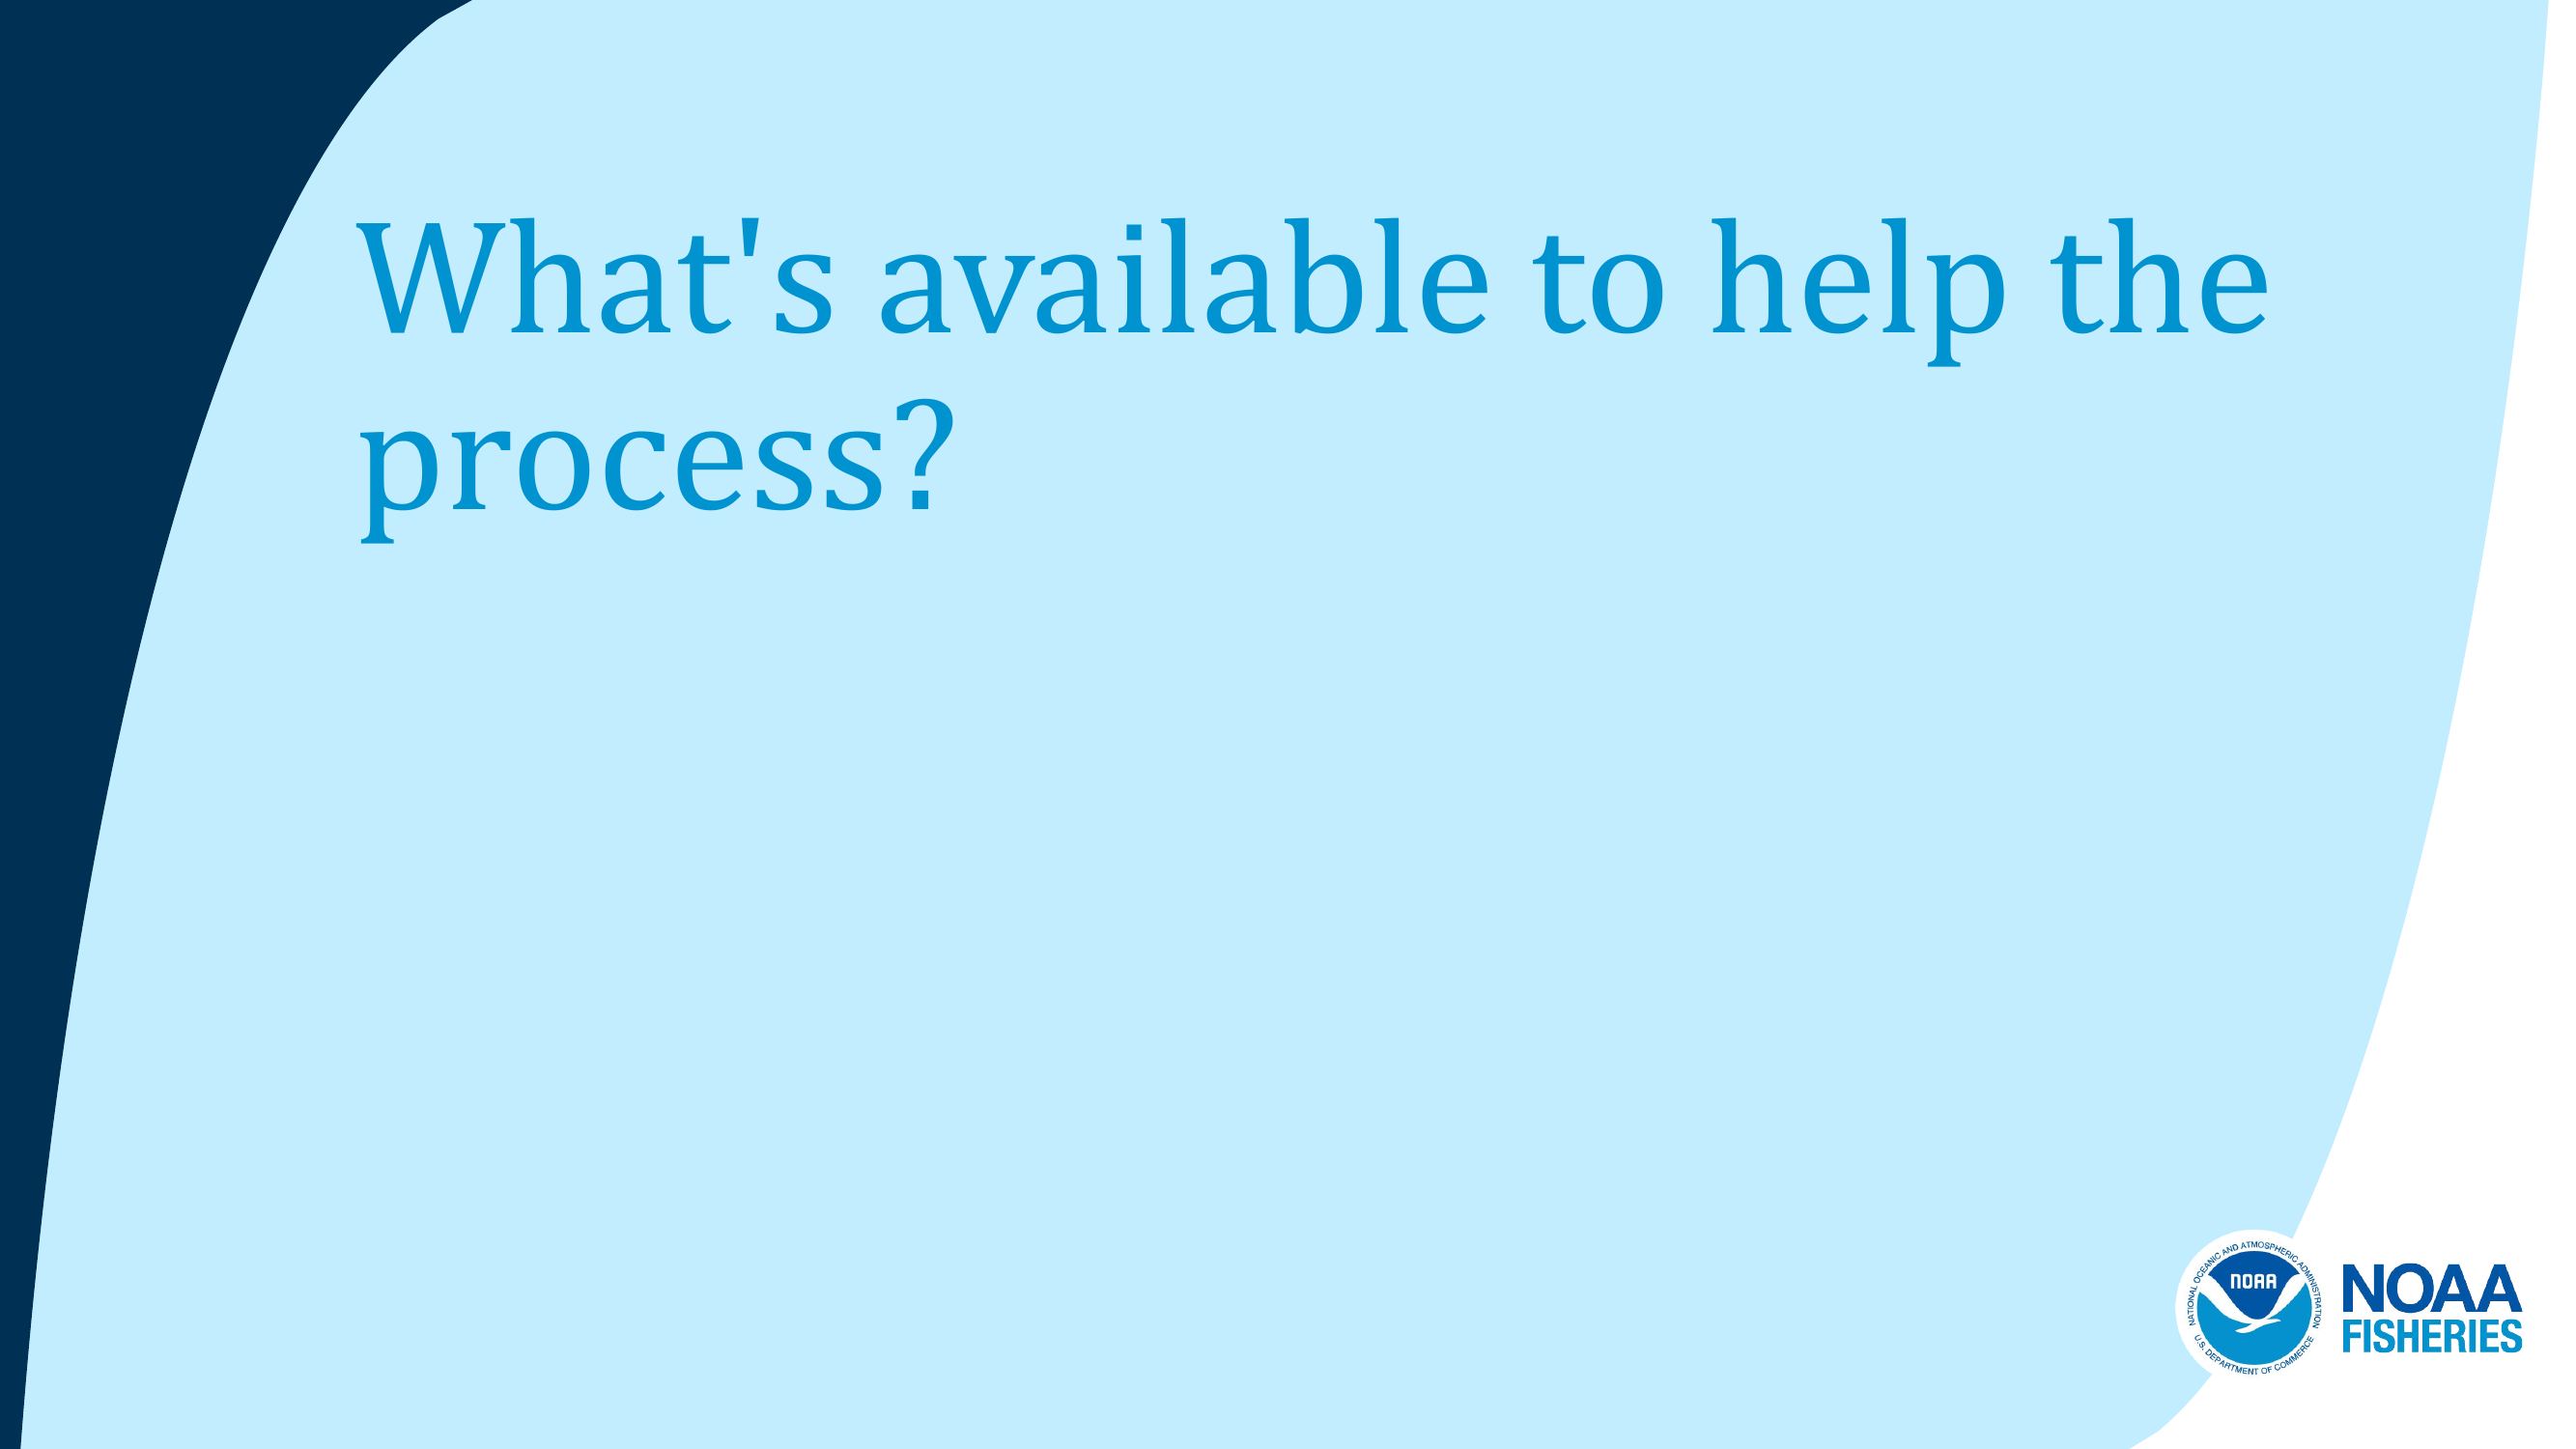 What's available to help the
process?
NATIONAL OCEANIC AND ATMOSPHERIC ADMINISTRATION
NOAA
U.S. DEPARTMENT OF COMMERCE
NOAA
FISHERIES